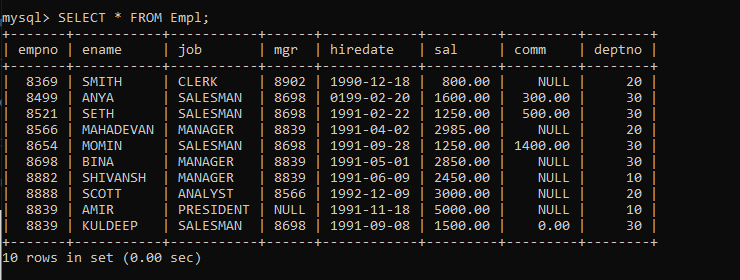 mysql> SELECT * FROM Empl;
+-------+-----------+-----------+------+------------+---------+---------+--------+
| empno | ename     | job       | mgr  | hiredate   | sal     | comm    | deptno |
+-------+-----------+-----------+------+------------+---------+---------+--------+
|  8369 | SMITH     | CLERK     | 8902 | 1990-12-18 |  800.00 |    NULL |     20 |
|  8499 | ANYA      | SALESMAN  | 8698 | 0199-02-20 | 1600.00 |  300.00 |     30 |
|  8521 | SETH      | SALESMAN  | 8698 | 1991-02-22 | 1250.00 |  500.00 |     30 |
|  8566 | MAHADEVAN | MANAGER   | 8839 | 1991-04-02 | 2985.00 |    NULL |     20 |
|  8654 | MOMIN     | SALESMAN  | 8698 | 1991-09-28 | 1250.00 | 1400.00 |     30 |
|  8698 | BINA      | MANAGER   | 8839 | 1991-05-01 | 2850.00 |    NULL |     30 |
|  8882 | SHIVANSH  | MANAGER   | 8839 | 1991-06-09 | 2450.00 |    NULL |     10 |
|  8888 | SCOTT     | ANALYST   | 8566 | 1992-12-09 | 3000.00 |    NULL |     20 |
|  8839 | AMIR      | PRESIDENT | NULL | 1991-11-18 | 5000.00 |    NULL |     10 |
|  8839 | KULDEEP   | SALESMAN  | 8698 | 1991-09-08 | 1500.00 |    0.00 |     30 |
+-------+-----------+-----------+------+------------+---------+---------+--------+
10 rows in set (0.00 sec)